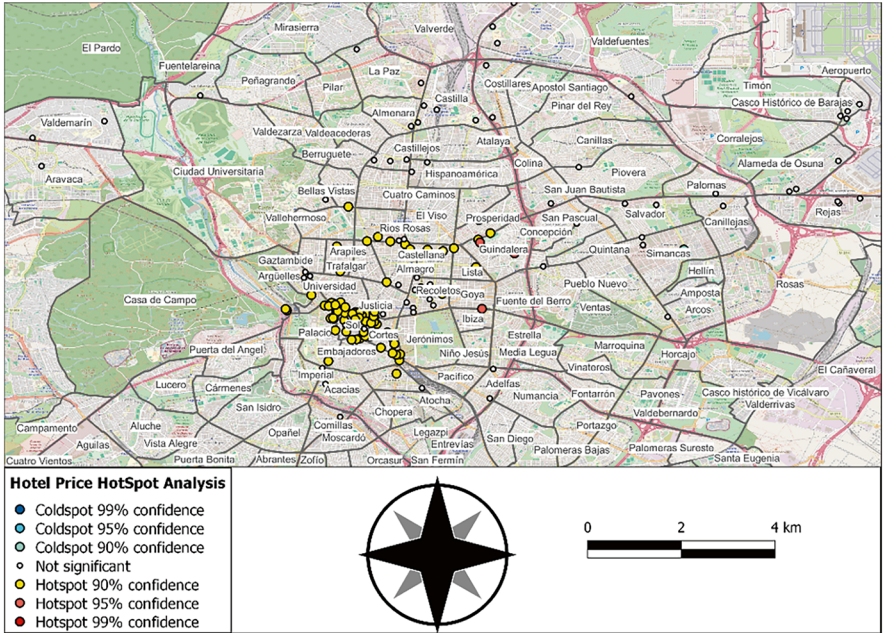 Mirasierra
Valverde
Valdefuentes
El Pardo
Fuentelareina
La Paz
Aeropuerto
Peñagrande
Pilar
Costillares
Apostol Santiago
Timón
Castilla
Pinar del Rey
Casco Histórico de Barajas
Almenara
Valdemarín
Valdezarza
Valdeacederas
Atalaya
Canillas
Corralejos
Castillejos
Berruguete
Colina
Piovera
Alameda de Osuna
Ciudad Universitaria
Hispanoamérica
Aravaca
Bellas Vistas
Cuatro Caminos
San Juan Bautista
Palomas
Vallehermoso
El Viso
Prosperidad
San Pascual
Salvador
Rejas
Rios Rosas
Concepción
Canillejas
Gaztambide
Arapiles
Castellana
Guindalera
Quintana
Simancas
Trafalgar
Almagro
Lista
Hellín
Argüelles
Universidad
Recoletos
Goya
Pueblo Nuevo
Rosas
Casa de Campo
Justicia
Fuente del Berro
Ventas
Amposta
Arcos
Sol
Ibiza
Palacio
Cortes
Jerónimos
Estrella
Puerta del Angel
Embajadores
Niño Jesús
Media Legua
Marroquina
Horcajo
Lucero
Imperial
Pacífico
Vinateros
El Cañaveral
Cármenes
Acacias
Adelfas
Numancia
Fontarrón
Pavones
Casco histórico de Vicálvaro
San Isidro
Atocha
Valdebernardo
Valderrivas
Chopera
Campamento
Aluche
Comillas
Portazgo
Opañel
Moscardó
Legazpi
San Diego
Aguilas
Vista Alegre
Entrevías
Palomeras Bajas
Palomeras Sureste
Cuatro Vientos
Puerta Bonita
Abrantes
Zofío
Orcasur
San Fermín
Santa Eugenia
Hotel Price HotSpot Analysis
Coldspot 99% confidence
Coldspot 95% confidence
Coldspot 90% confidence
Not significant
Hotspot 90% confidence
Hotspot 95% confidence
Hotspot 99% confidence
0 2 4 km